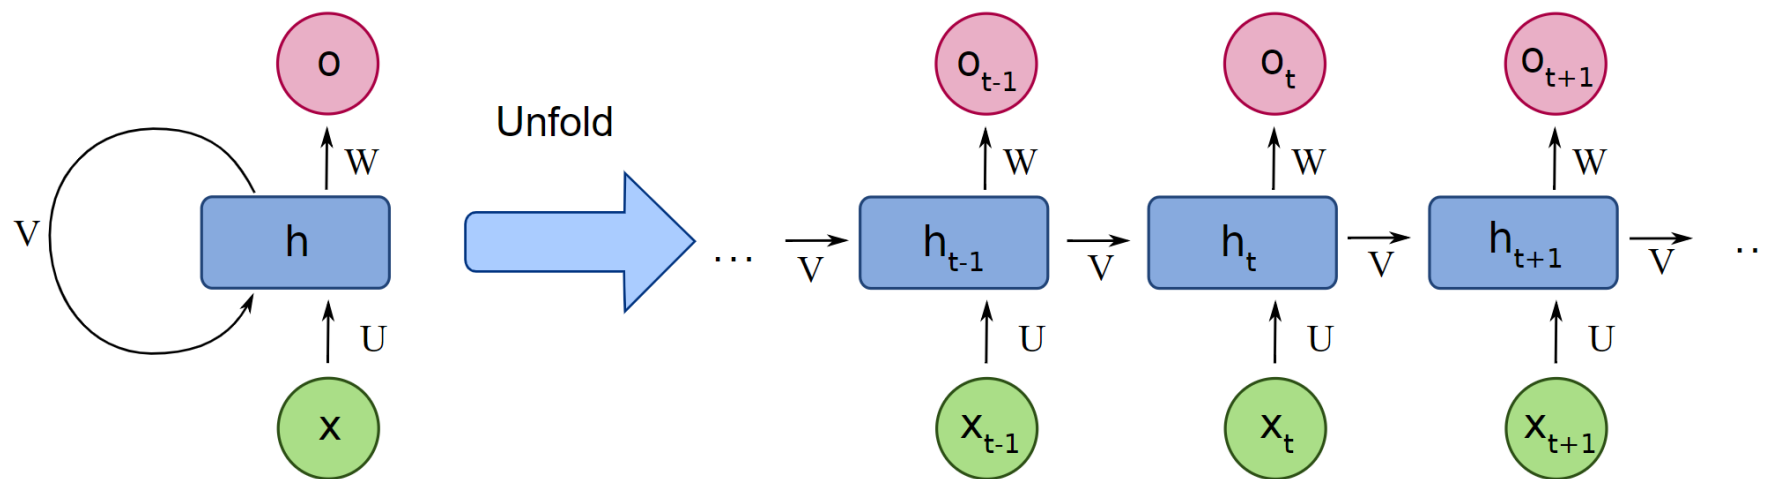 o
Unfold
W
V
h
U
x
o_{t-1}
o_t
o_{t+1}
W
W
W
...
V
h_{t-1}
V
h_t
V
h_{t+1}
V
..
U
U
U
x_{t-1}
x_t
x_{t+1}